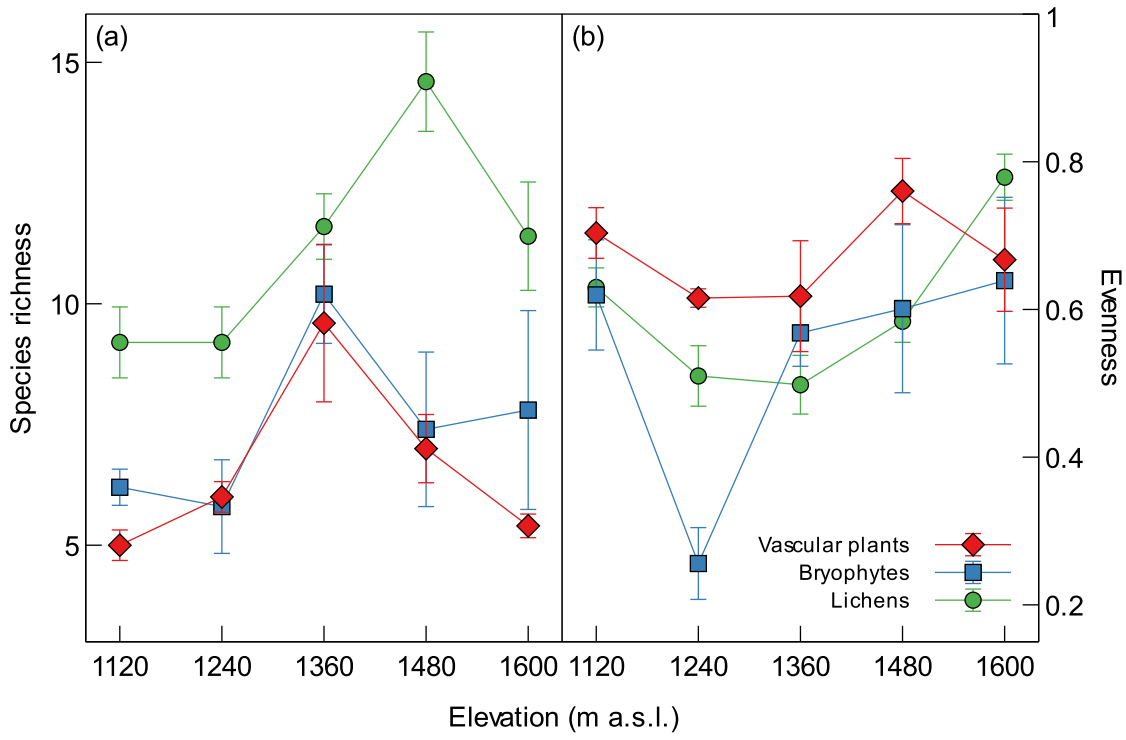 (a)
(b)
15
10
5
Species richness
1120 1240 1360 1480 1600
1120 1240 1360 1480 1600
Elevation (m a.s.l.)
1
0.8
0.6
0.4
0.2
Evenness
Vascular plants
Bryophytes
Lichens